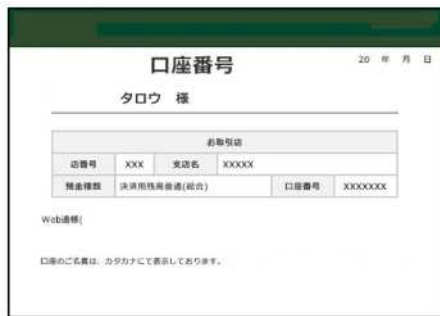 20 年 月 日
口座番号
タロウ 様
お取引店
店番号 XXX 支店名 XXXXX
預金種類 決済用残高普通(総合) 口座番号 XXXXXXX
Web通帳(
口座のご名義は、カタカナにて表示しております。